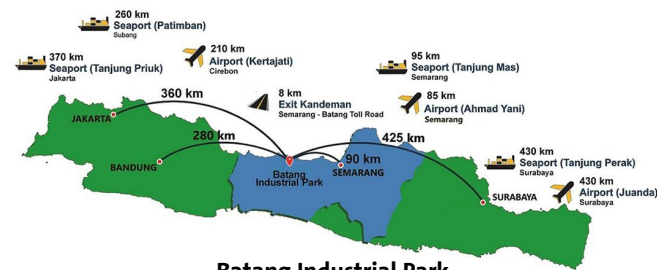 260 km
Seaport (Patimban)
Subang
370 km
Seaport (Tanjung Priuk)
Jakarta
210 km
Airport (Kertajati)
Cirebon
8 km
Exit Kandeman
Semarang - Batang Toll Road
95 km
Seaport (Tanjung Mas)
Semarang
85 km
Airport (Ahmad Yani)
Semarang
360 km
JAKARTA
280 km
BANDUNG
Batang
Industrial Park
90 km
SEMARANG
425 km
430 km
Seaport (Tanjung Perak)
Surabaya
430 km
Airport (Juanda)
Surabaya
SURABAYA
Batang Industrial Park